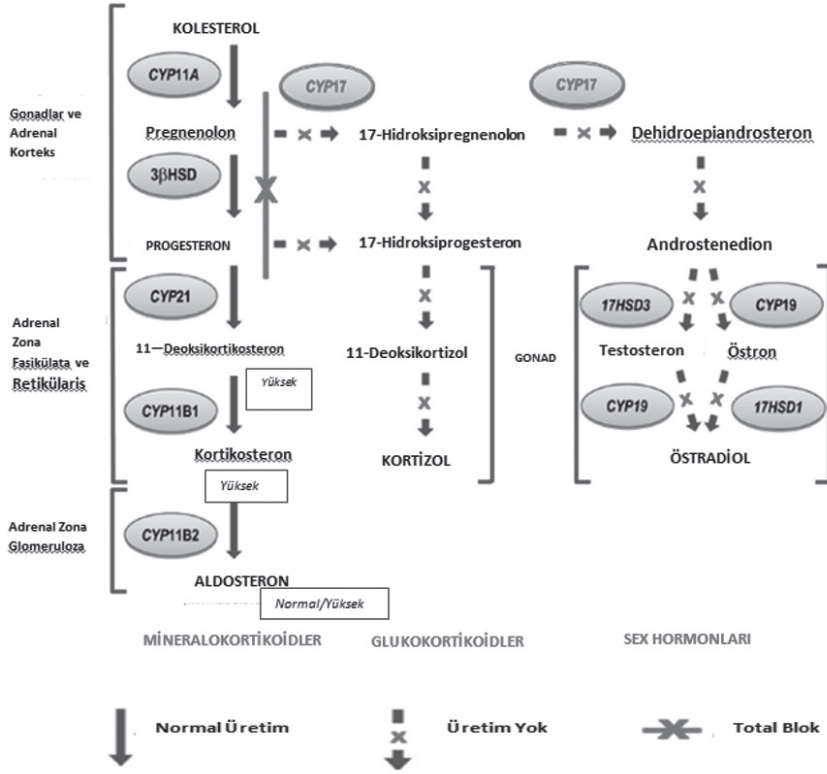 KOLESTEROL
CYP11A
CYP17
CYP17
Gonadlar ve
Adrenal
Korteks
Pregnenolon
17-Hidroksipregnenolon
Dehidroepiandrosteron
3βHSD
PROGESTERON
17-Hidroksiprogesteron
Androstenedion
Adrenal
Zona
Fasikülata ve
Retikülaris
CYP21
17HSD3
CYP19
11—Deoksikortikosteron
11-Deoksikortizol
GONAD
Testosteron
Östron
Yüksek
CYP11B1
CYP19
17HSD1
Kortikosteron
KORTİZOL
ÖSTRADİOL
Yüksek
Adrenal Zona
Glomeruloza
CYP11B2
ALDOSTERON
Normal/Yüksek
MİNERALOKORTİKOİDLER
GLUKOKORTİKOİDLER
SEX HORMONLARI
Normal Üretim
Üretim Yok
Total Blok